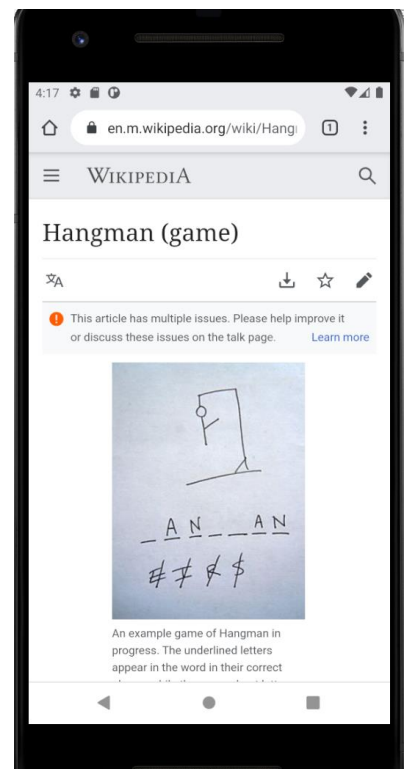 4:17
en.m.wikipedia.org/wiki/Hang
1
WIKIPEDIA
Hangman (game)
文A
This article has multiple issues. Please help improve it
or discuss these issues on the talk page. Learn more
_ A N _ _ A N
E T O S
An example game of Hangman in
progress. The underlined letters
appear in the word in their correct